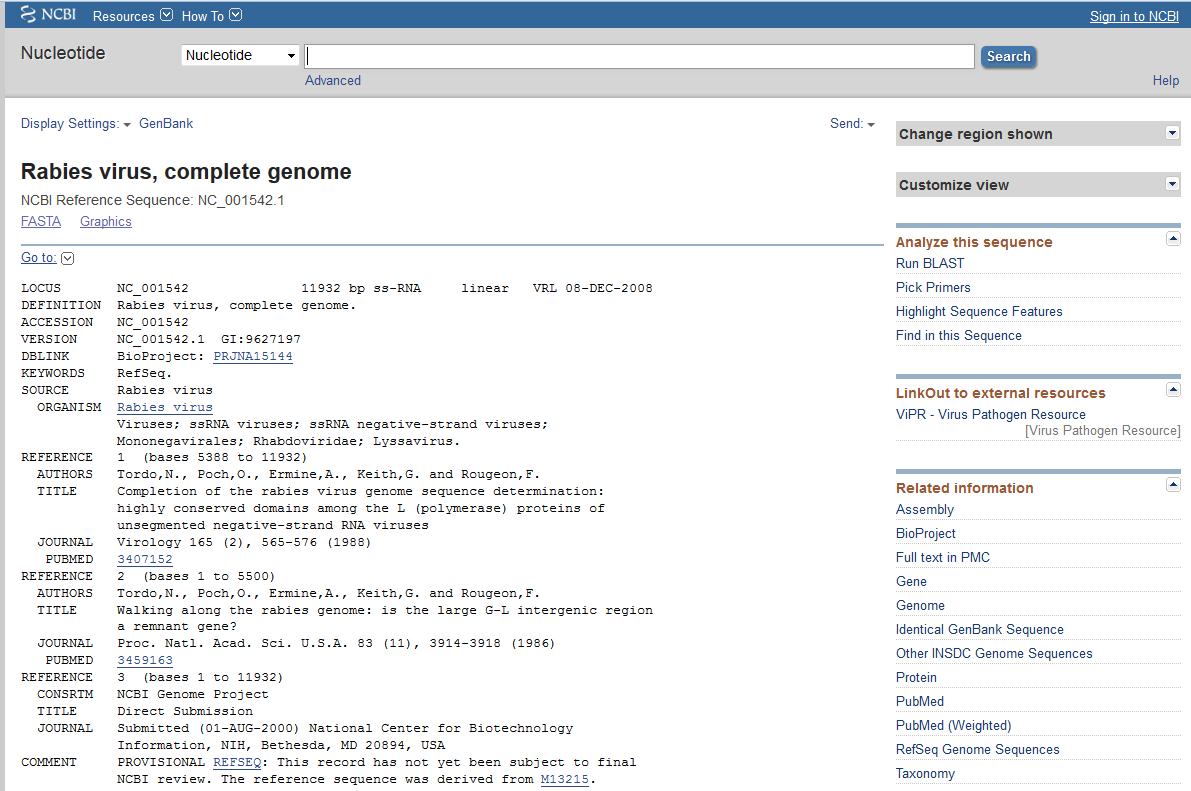 NCBI Resources How To Sign in to NCBI
Nucleotide Nucleotide Search
Advanced Help
Display Settings: GenBank Send:
Change region shown
Customize view
Rabies virus, complete genome
NCBI Reference Sequence: NC_001542.1
FASTA Graphics
Go to:
LOCUS NC_001542 11932 bp ss-RNA linear VRL 08-DEC-2008
DEFINITION Rabies virus, complete genome.
ACCESSION NC_001542
VERSION NC_001542.1 GI:9627197
DBLINK BioProject: PRJNA15144
KEYWORDS RefSeq.
SOURCE Rabies virus
ORGANISM Rabies virus
Viruses; ssRNA viruses; ssRNA negative-strand viruses;
Mononegavirales; Rhabdoviridae; Lyssavirus.
REFERENCE 1 (bases 5388 to 11932)
AUTHORS Tordo,N., Poch,O., Ermine,A., Keith,G. and Rougeon,F.
TITLE Completion of the rabies virus genome sequence determination:
highly conserved domains among the L (polymerase) proteins of
unsegmented negative-strand RNA viruses
JOURNAL Virology 165 (2), 565-576 (1988)
PUBMED 3407152
REFERENCE 2 (bases 1 to 5500)
AUTHORS Tordo,N., Poch,O., Ermine,A., Keith,G. and Rougeon,F.
TITLE Walking along the rabies genome: is the large G-L intergenic region
a remnant gene?
JOURNAL Proc. Natl. Acad. Sci. U.S.A. 83 (11), 3914-3918 (1986)
PUBMED 3459163
REFERENCE 3 (bases 1 to 11932)
CONSRTM NCBI Genome Project
TITLE Direct Submission
JOURNAL Submitted (01-AUG-2000) National Center for Biotechnology
Information, NIH, Bethesda, MD 20894, USA
COMMENT PROVISIONAL REFSEQ: This record has not yet been subject to final
NCBI review. The reference sequence was derived from M13215.
Analyze this sequence
Run BLAST
Pick Primers
Highlight Sequence Features
Find in this Sequence
LinkOut to external resources
ViPR - Virus Pathogen Resource
[Virus Pathogen Resource]
Related information
Assembly
BioProject
Full text in PMC
Gene
Genome
Identical GenBank Sequence
Other INSDC Genome Sequences
Protein
PubMed
PubMed (Weighted)
RefSeq Genome Sequences
Taxonomy